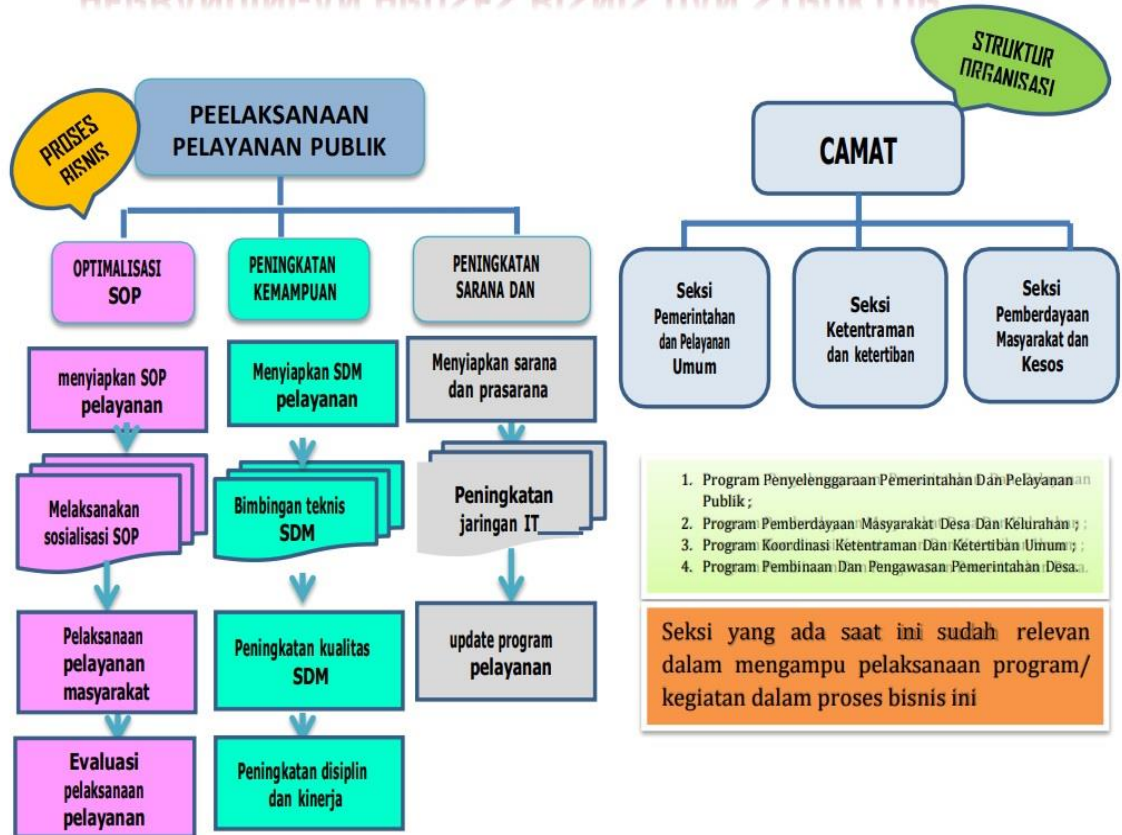 STRUKTUR
ORGANISASI
PROSES
BISNIS
PEELAKSANAAN
PELAYANAN PUBLIK
CAMAT
OPTIMALISASI
SOP
PENINGKATAN
KEMAMPUAN
PENINGKATAN
SARANA DAN
Seksi
Pemerintahan
dan Pelayanan
Umum
Seksi
Ketentraman
dan ketertiban
Seksi
Pemberdayaan
Masyarakat dan
Kesos
menyiapkan SOP
pelayanan
Menyiapkan SDM
pelayanan
Menyiapkan sarana
dan prasarana
Melaksanakan
sosialisasi SOP
Bimbingan teknis
SDM
Peningkatan
jaringan IT
Pelaksanaan
pelayanan
masyarakat
Peningkatan kualitas
SDM
update program
pelayanan
Evaluasi
pelaksanaan
pelayanan
Peningkatan disiplin
dan kinerja
1. Program Penyelenggaraan Pemerintahan Dan Pelayanan
Publik ;
2. Program Pemberdayaan Masyarakat Desa Dan Kelurahan ;
3. Program Koordinasi Ketentraman Dan Ketertiban Umum ;
4. Program Pembinaan Dan Pengawasan Pemerintahan Desa.
Seksi yang ada saat ini sudah relevan
dalam mengampu pelaksanaan program/
kegiatan dalam proses bisnis ini